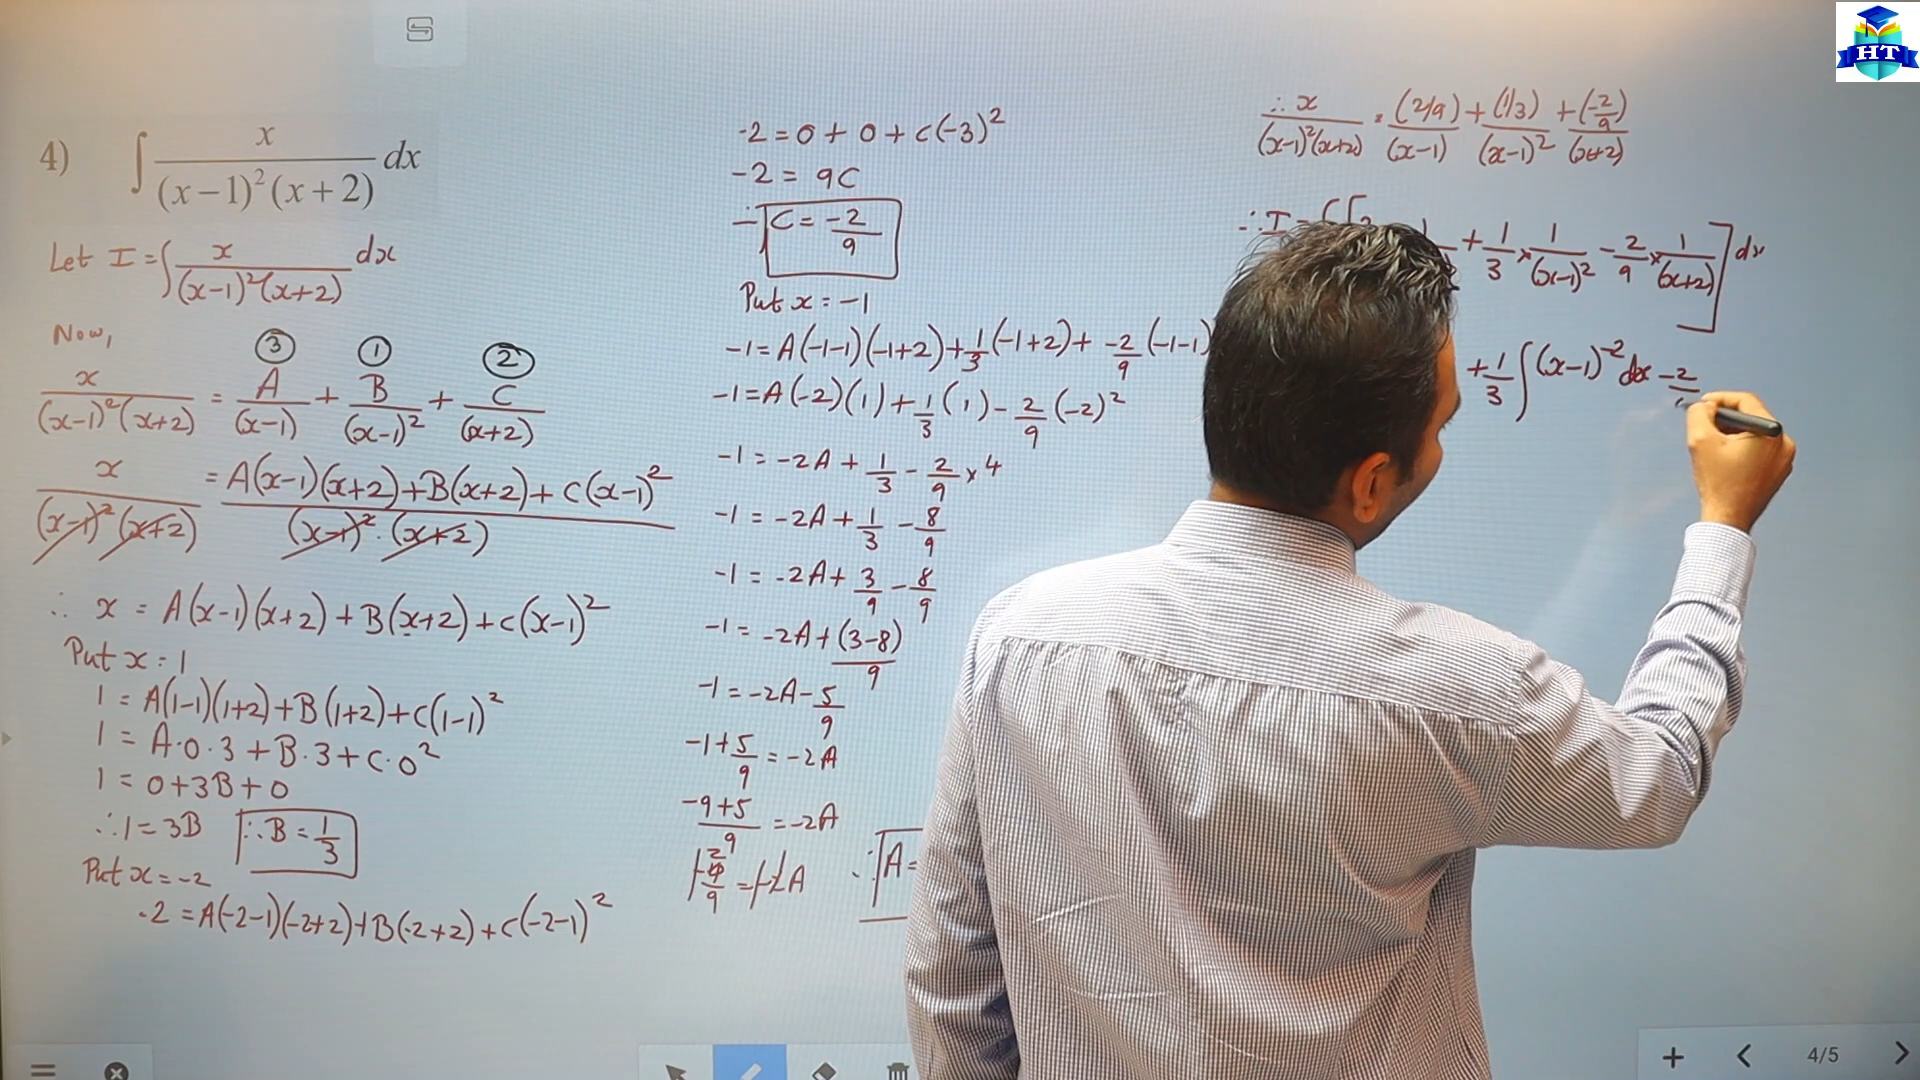 4) ∫ x/((x−1)²(x+2)) dx
Let I = ∫ x/((x-1)²(x+2)) dx
Now,
③ ① ②
x/((x-1)²(x+2)) = A/(x-1) + B/(x-1)² + C/(x+2)
x/((x-1)²(x+2)) = (A(x-1)(x+2)+B(x+2)+C(x-1)²)/((x-1)²·(x+2))
∴ x = A(x-1)(x+2)+B(x+2)+C(x-1)²
Put x = 1
1 = A(1-1)(1+2)+B(1+2)+C(1-1)²
1 = A·0·3+B·3+C·0²
1 = 0+3B+0
∴1=3B ∴B = 1/3
Put x=-2
-2 = A(-2-1)(-2+2)+B(-2+2)+C(-2-1)²
-2 = 0 + 0 + C(-3)²
-2 = 9C
∴ C = -2/9
Put x = -1
-1 = A(-1-1)(-1+2)+1/3(-1+2)+ -2/9(-1-1)
-1 = A(-2)(1)+1/3(1)-2/9(-2)²
-1 = -2A + 1/3 - 2/9 × 4
-1 = -2A + 1/3 - 8/9
-1 = -2A + 3/9 - 8/9
-1 = -2A + (3-8)/9
-1 = -2A - 5/9
-1+5/9 = -2A
(-9+5)/9 = -2A
-4/9 2 = -2A ∴ A =
∴ x/((x-1)²(x+2)) = (2/9)/(x-1) + (1/3)/(x-1)² + (-2/9)/(x+2)
∴ I = ∫[2 + 1/3 × 1/(x-1)² - 2/9 × 1/(x+2)] dx
+ 1/3 ∫(x-1)⁻² dx - 2
HT
4/5